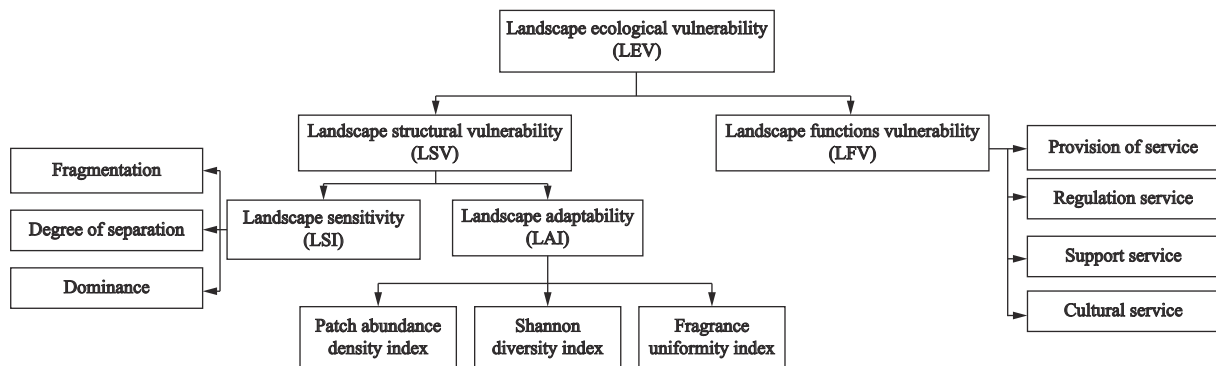 Landscape ecological vulnerability
(LEV)
Landscape structural vulnerability
(LSV)
Landscape functions vulnerability
(LFV)
Provision of service
Regulation service
Support service
Cultural service
Fragmentation
Degree of separation
Dominance
Landscape sensitivity
(LSI)
Landscape adaptability
(LAI)
Patch abundance
density index
Shannon
diversity index
Fragrance
uniformity index